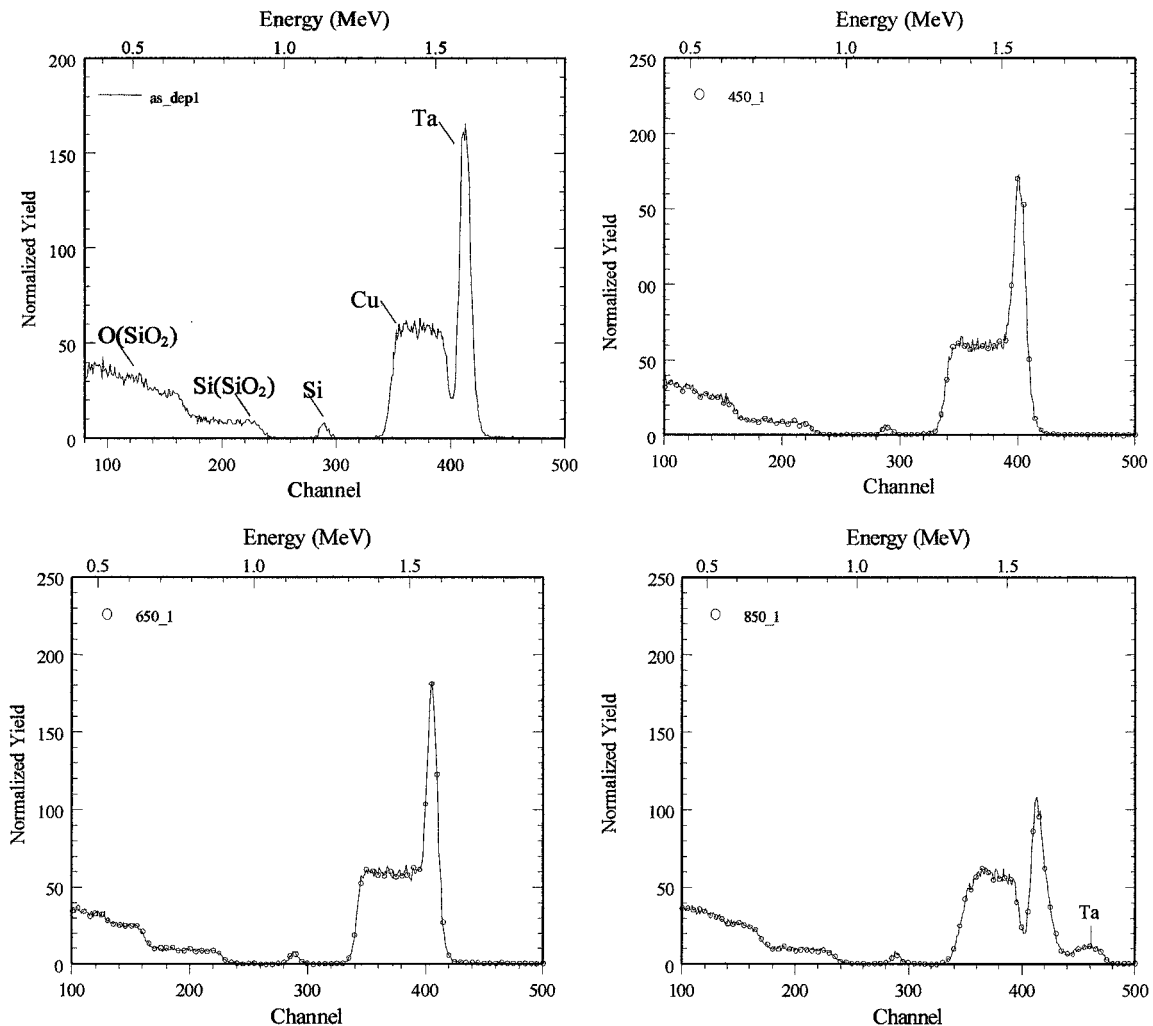 Energy (MeV)
0.5 1.0 1.5
200
150
100
50
0
Normalized Yield
as_dep1
Ta
Cu
O(SiO₂)
Si(SiO₂)
Si
100 200 300 400 500
Channel
Energy (MeV)
0.5 1.0 1.5
250
200
50
00
50
0
Normalized Yield
450_1
100 200 300 400 500
Channel
Energy (MeV)
0.5 1.0 1.5
250
200
150
100
50
0
Normalized Yield
650_1
100 200 300 400 500
Channel
Energy (MeV)
0.5 1.0 1.5
250
200
150
100
50
0
Normalized Yield
850_1
Ta
100 200 300 400 500
Channel